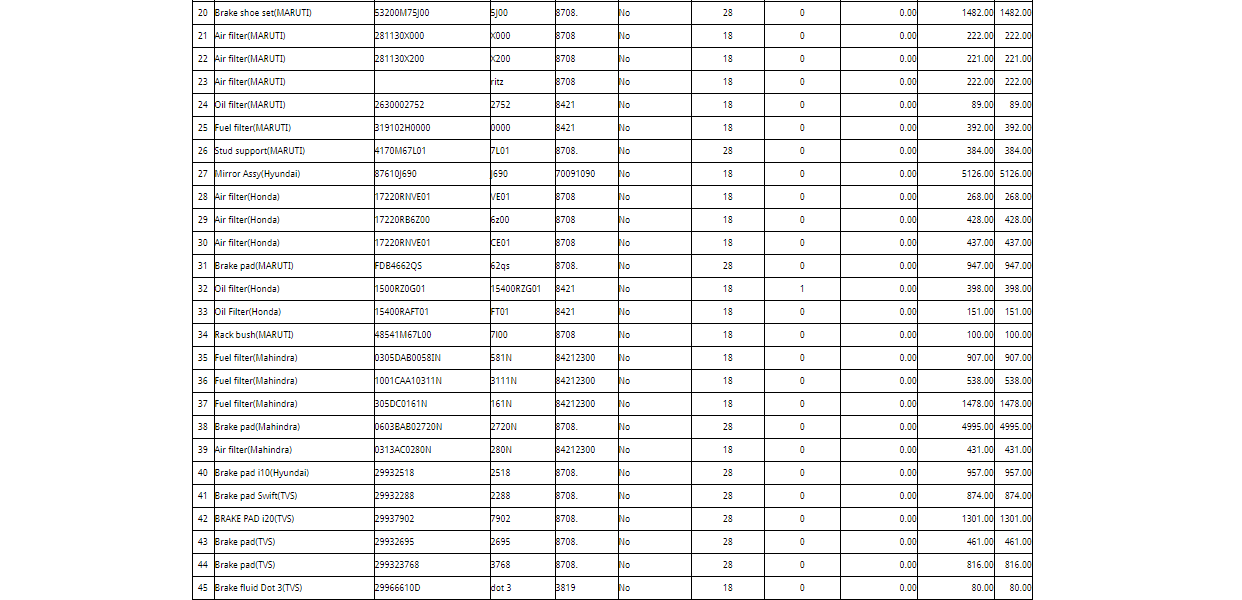 20 Brake shoe set(MARUTI) 53200M75J00 5J00 8708. No 28 0 0.00 1482.00 1482.00
21 Air filter(MARUTI) 281130X000 X000 8708 No 18 0 0.00 222.00 222.00
22 Air filter(MARUTI) 281130X200 X200 8708 No 18 0 0.00 221.00 221.00
23 Air filter(MARUTI) ritz 8708 No 18 0 0.00 222.00 222.00
24 Oil filter(MARUTI) 2630002752 2752 8421 No 18 0 0.00 89.00 89.00
25 Fuel filter(MARUTI) 319102H0000 0000 8421 No 18 0 0.00 392.00 392.00
26 Stud support(MARUTI) 4170M67L01 7L01 8708. No 28 0 0.00 384.00 384.00
27 Mirror Assy(Hyundai) 87610J690 J690 70091090 No 18 0 0.00 5126.00 5126.00
28 Air filter(Honda) 17220RNVE01 VE01 8708 No 18 0 0.00 268.00 268.00
29 Air filter(Honda) 17220RB6Z00 6z00 8708 No 18 0 0.00 428.00 428.00
30 Air filter(Honda) 17220RNVE01 CE01 8708 No 18 0 0.00 437.00 437.00
31 Brake pad(MARUTI) FDB4662QS 62qs 8708. No 28 0 0.00 947.00 947.00
32 Oil filter(Honda) 1500RZ0G01 15400RZG01 8421 No 18 1 0.00 398.00 398.00
33 Oil Filter(Honda) 15400RAFT01 FT01 8421 No 18 0 0.00 151.00 151.00
34 Rack bush(MARUTI) 48541M67L00 7l00 8708 No 18 0 0.00 100.00 100.00
35 Fuel filter(Mahindra) 0305DAB0058IN 581N 84212300 No 18 0 0.00 907.00 907.00
36 Fuel filter(Mahindra) 1001CAA10311N 3111N 84212300 No 18 0 0.00 538.00 538.00
37 Fuel filter(Mahindra) 305DC0161N 161N 84212300 No 18 0 0.00 1478.00 1478.00
38 Brake pad(Mahindra) 0603BAB02720N 2720N 8708. No 28 0 0.00 4995.00 4995.00
39 Air filter(Mahindra) 0313AC0280N 280N 84212300 No 18 0 0.00 431.00 431.00
40 Brake pad i10(Hyundai) 29932518 2518 8708. No 28 0 0.00 957.00 957.00
41 Brake pad Swift(TVS) 29932288 2288 8708. No 28 0 0.00 874.00 874.00
42 BRAKE PAD i20(TVS) 29937902 7902 8708. No 28 0 0.00 1301.00 1301.00
43 Brake pad(TVS) 29932695 2695 8708. No 28 0 0.00 461.00 461.00
44 Brake pad(TVS) 299323768 3768 8708. No 28 0 0.00 816.00 816.00
45 Brake fluid Dot 3(TVS) 29966610D dot 3 3819 No 18 0 0.00 80.00 80.00